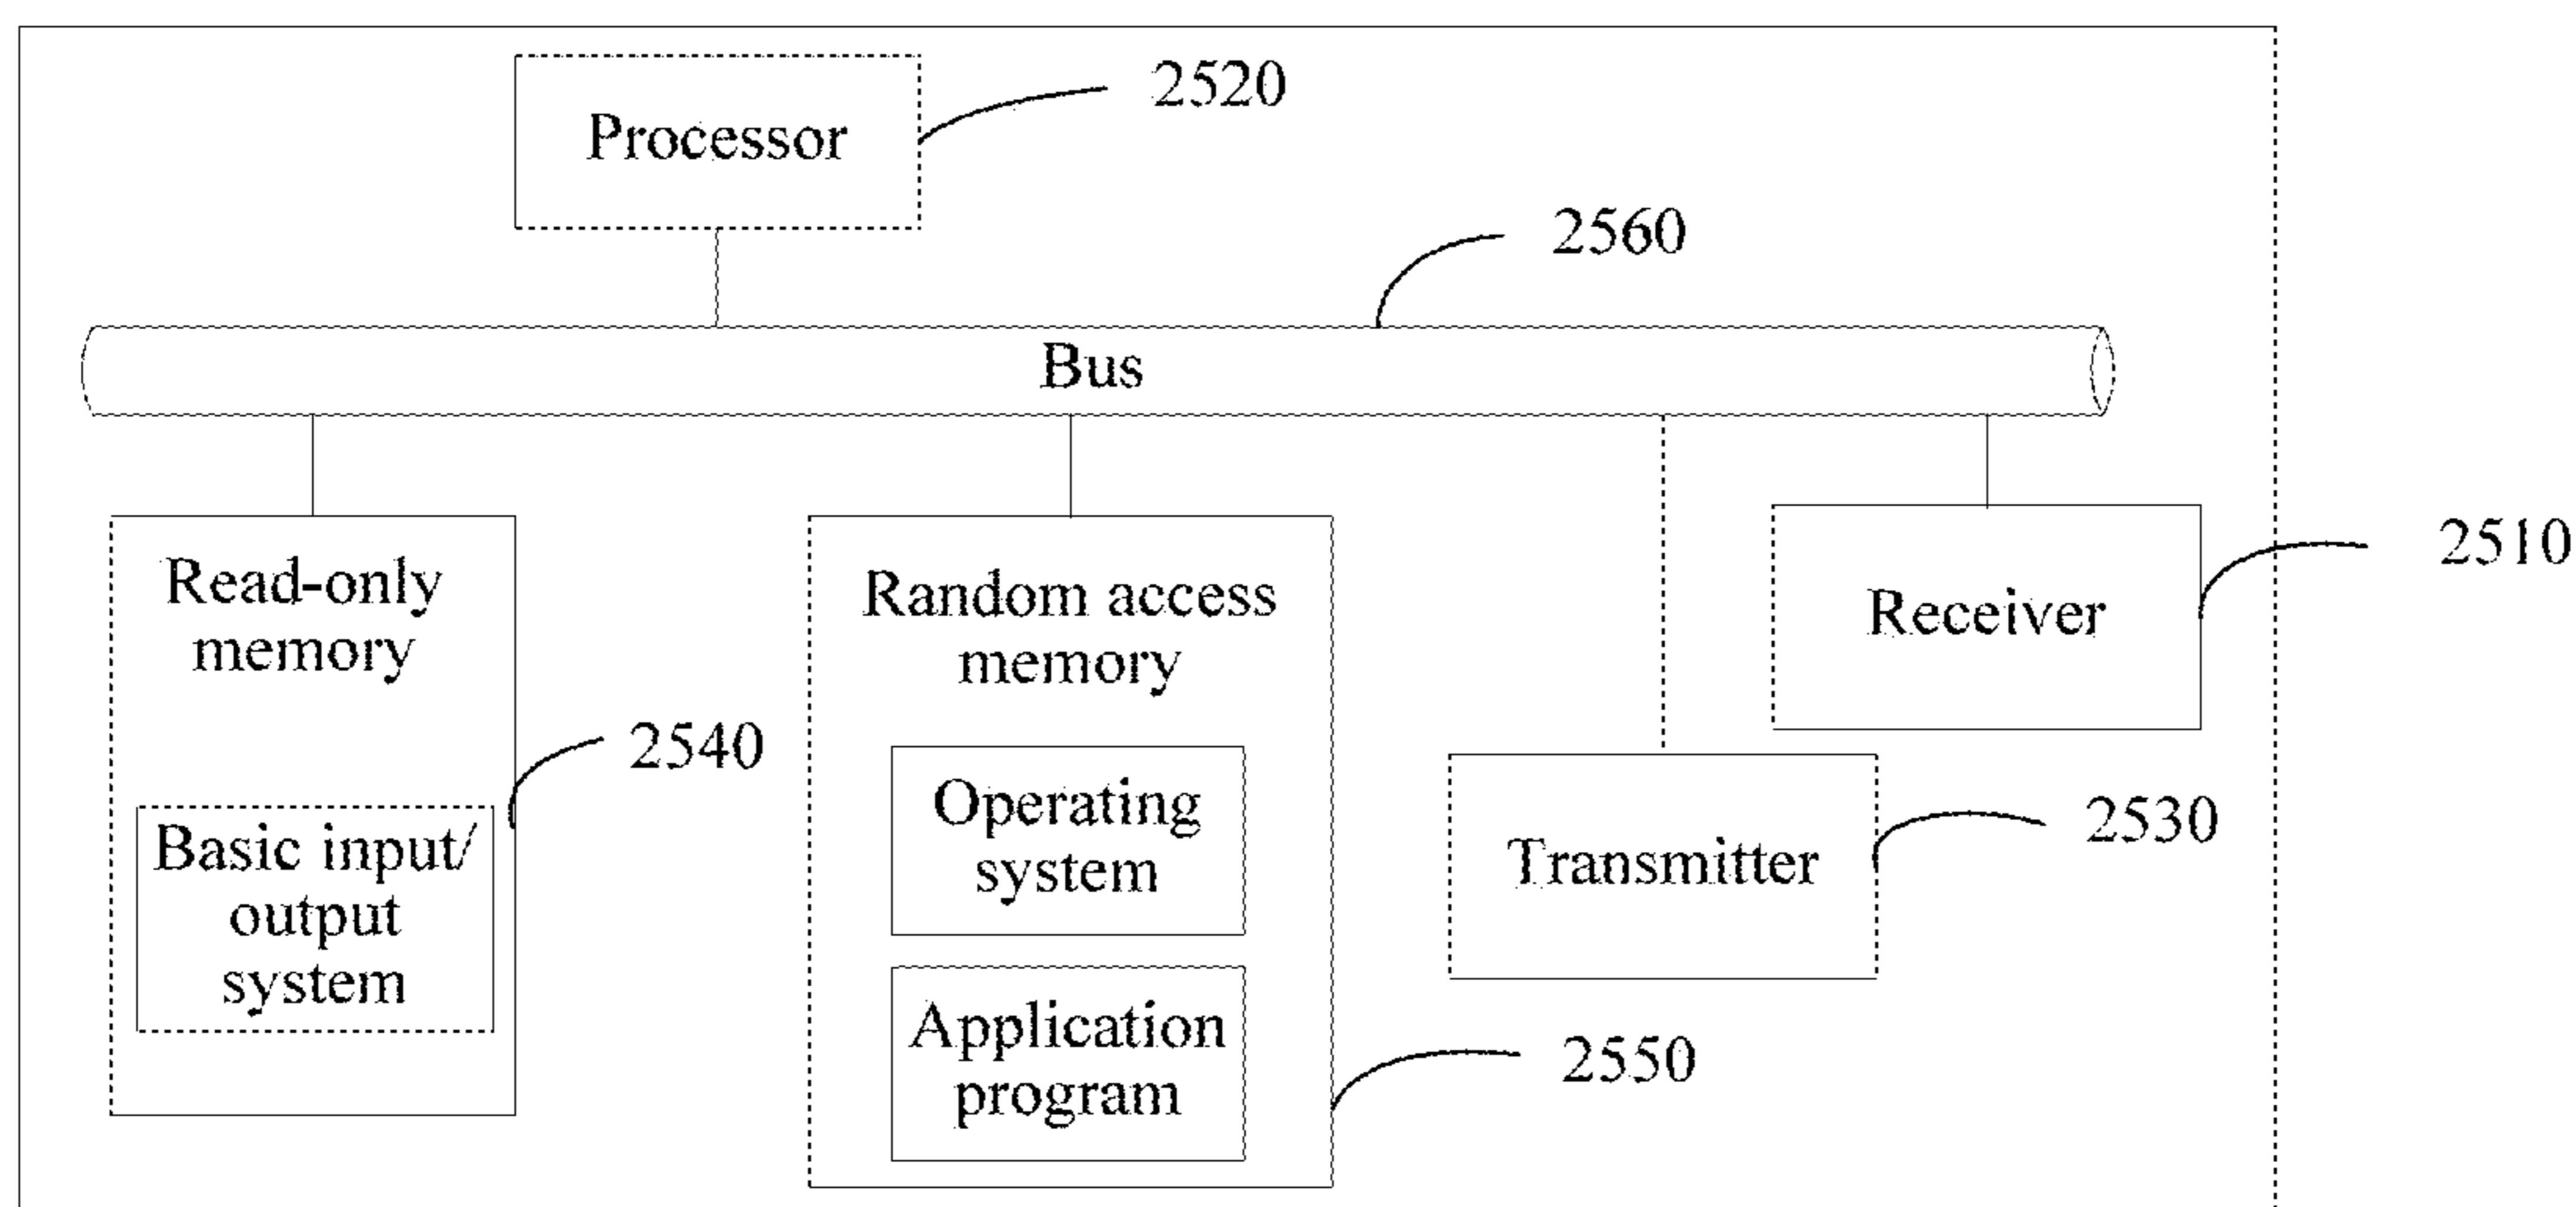 Processor
2520
2560
Bus
Read-only
memory
2540
Basic input/
output
system
Random access
memory
Operating
system
Application
program
2550
Receiver
2510
Transmitter
2530